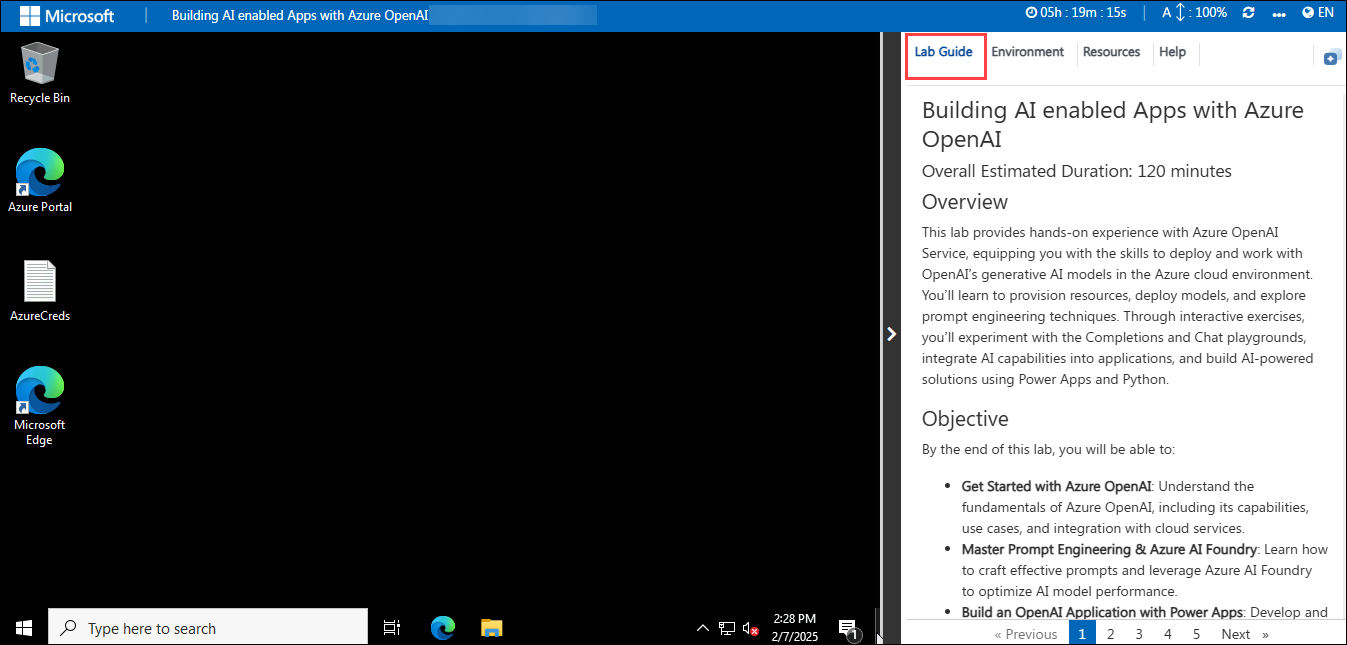 Microsoft
Building AI enabled Apps with Azure OpenAI
05h : 19m : 15s
A : 100%
EN
Recycle Bin
Azure Portal
AzureCreds
Microsoft
Edge
Type here to search
2:28 PM
2/7/2025
1
Lab Guide
Environment
Resources
Help
Building AI enabled Apps with Azure
OpenAI
Overall Estimated Duration: 120 minutes
Overview
This lab provides hands-on experience with Azure OpenAI
Service, equipping you with the skills to deploy and work with
OpenAI's generative AI models in the Azure cloud environment.
You'll learn to provision resources, deploy models, and explore
prompt engineering techniques. Through interactive exercises,
you'll experiment with the Completions and Chat playgrounds,
integrate AI capabilities into applications, and build AI-powered
solutions using Power Apps and Python.
Objective
By the end of this lab, you will be able to:
• Get Started with Azure OpenAI: Understand the
fundamentals of Azure OpenAI, including its capabilities,
use cases, and integration with cloud services.
• Master Prompt Engineering & Azure AI Foundry: Learn how
to craft effective prompts and leverage Azure AI Foundry
to optimize AI model performance.
• Build an OpenAI Application with Power Apps: Develop and
« Previous 1 2 3 4 5 Next »